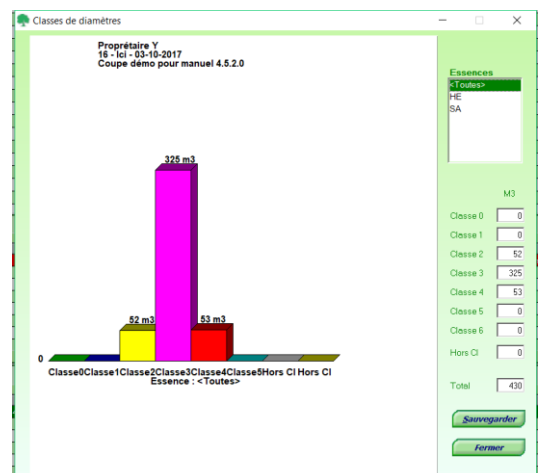 Classes de diamètres
Proprétaire Y
16 - Ici - 03-10-2017
Coupe démo pour manuel 4.5.2.0
325 m3
52 m3
53 m3
0
Classe0Classe1Classe2Classe3Classe4Classe5Hors Cl Hors Cl
Essence : <Toutes>
Essences
<Toutes>
HE
SA
M3
Classe 0 0
Classe 1 0
Classe 2 52
Classe 3 325
Classe 4 53
Classe 5 0
Classe 6 0
Hors Cl 0
Total 430
Sauvegarder
Fermer